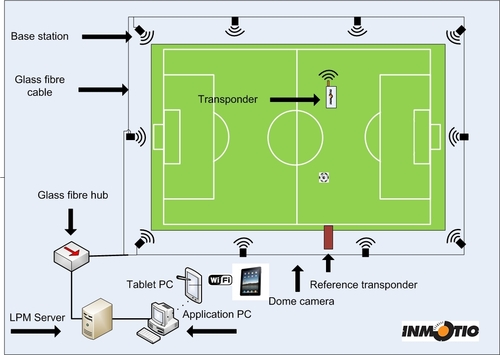 Base station
Glass fibre
cable
Transponder
Glass fibre hub
Tablet PC
WiFi
Reference transponder
Dome camera
LPM Server
Application PC
INMOTIO